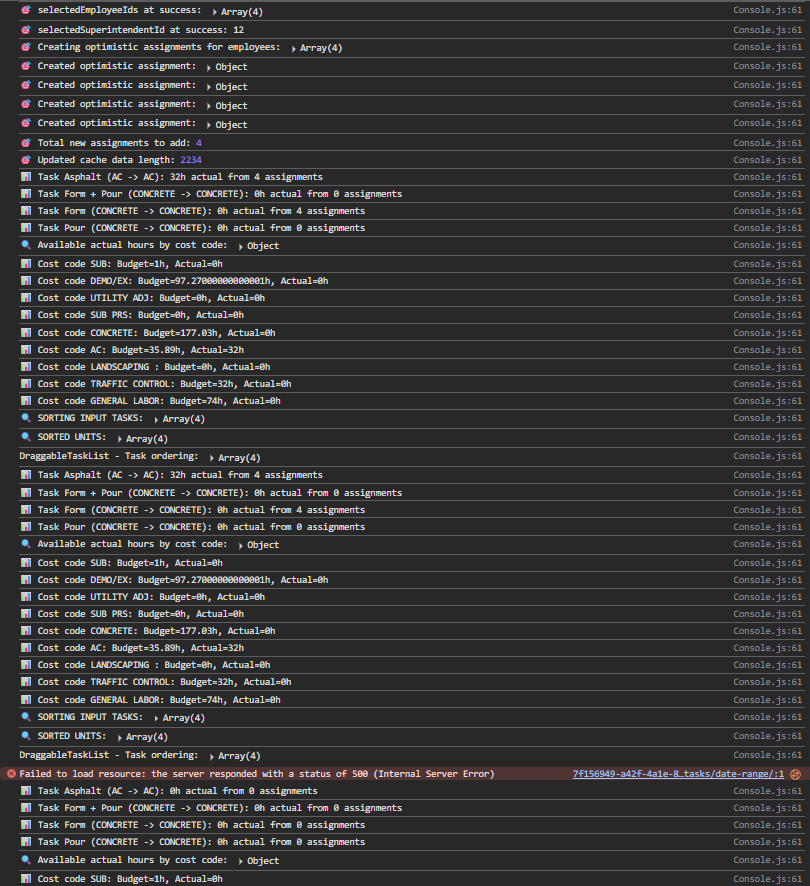 selectedEmployeeIds at success: ▸ Array(4) Console.js:61
selectedSuperintendentId at success: 12 Console.js:61
Creating optimistic assignments for employees: ▸ Array(4) Console.js:61
Created optimistic assignment: ▸ Object Console.js:61
Created optimistic assignment: ▸ Object Console.js:61
Created optimistic assignment: ▸ Object Console.js:61
Created optimistic assignment: ▸ Object Console.js:61
Total new assignments to add: 4 Console.js:61
Updated cache data length: 2234 Console.js:61
Task Asphalt (AC -> AC): 32h actual from 4 assignments Console.js:61
Task Form + Pour (CONCRETE -> CONCRETE): 0h actual from 0 assignments Console.js:61
Task Form (CONCRETE -> CONCRETE): 0h actual from 4 assignments Console.js:61
Task Pour (CONCRETE -> CONCRETE): 0h actual from 0 assignments Console.js:61
Available actual hours by cost code: ▸ Object Console.js:61
Cost code SUB: Budget=1h, Actual=0h Console.js:61
Cost code DEMO/EX: Budget=97.27000000000001h, Actual=0h Console.js:61
Cost code UTILITY ADJ: Budget=0h, Actual=0h Console.js:61
Cost code SUB PRS: Budget=0h, Actual=0h Console.js:61
Cost code CONCRETE: Budget=177.03h, Actual=0h Console.js:61
Cost code AC: Budget=35.89h, Actual=32h Console.js:61
Cost code LANDSCAPING : Budget=0h, Actual=0h Console.js:61
Cost code TRAFFIC CONTROL: Budget=32h, Actual=0h Console.js:61
Cost code GENERAL LABOR: Budget=74h, Actual=0h Console.js:61
SORTING INPUT TASKS: ▸ Array(4) Console.js:61
SORTED UNITS: ▸ Array(4) Console.js:61
DraggableTaskList - Task ordering: ▸ Array(4) Console.js:61
Task Asphalt (AC -> AC): 32h actual from 4 assignments Console.js:61
Task Form + Pour (CONCRETE -> CONCRETE): 0h actual from 0 assignments Console.js:61
Task Form (CONCRETE -> CONCRETE): 0h actual from 4 assignments Console.js:61
Task Pour (CONCRETE -> CONCRETE): 0h actual from 0 assignments Console.js:61
Available actual hours by cost code: ▸ Object Console.js:61
Cost code SUB: Budget=1h, Actual=0h Console.js:61
Cost code DEMO/EX: Budget=97.27000000000001h, Actual=0h Console.js:61
Cost code UTILITY ADJ: Budget=0h, Actual=0h Console.js:61
Cost code SUB PRS: Budget=0h, Actual=0h Console.js:61
Cost code CONCRETE: Budget=177.03h, Actual=0h Console.js:61
Cost code AC: Budget=35.89h, Actual=32h Console.js:61
Cost code LANDSCAPING : Budget=0h, Actual=0h Console.js:61
Cost code TRAFFIC CONTROL: Budget=32h, Actual=0h Console.js:61
Cost code GENERAL LABOR: Budget=74h, Actual=0h Console.js:61
SORTING INPUT TASKS: ▸ Array(4) Console.js:61
SORTED UNITS: ▸ Array(4) Console.js:61
DraggableTaskList - Task ordering: ▸ Array(4) Console.js:61
Failed to load resource: the server responded with a status of 500 (Internal Server Error) 7f156949-a42f-4a1e-8…tasks/date-range/:1
Task Asphalt (AC -> AC): 0h actual from 0 assignments Console.js:61
Task Form + Pour (CONCRETE -> CONCRETE): 0h actual from 0 assignments Console.js:61
Task Form (CONCRETE -> CONCRETE): 0h actual from 0 assignments Console.js:61
Task Pour (CONCRETE -> CONCRETE): 0h actual from 0 assignments Console.js:61
Available actual hours by cost code: ▸ Object Console.js:61
Cost code SUB: Budget=1h, Actual=0h Console.js:61